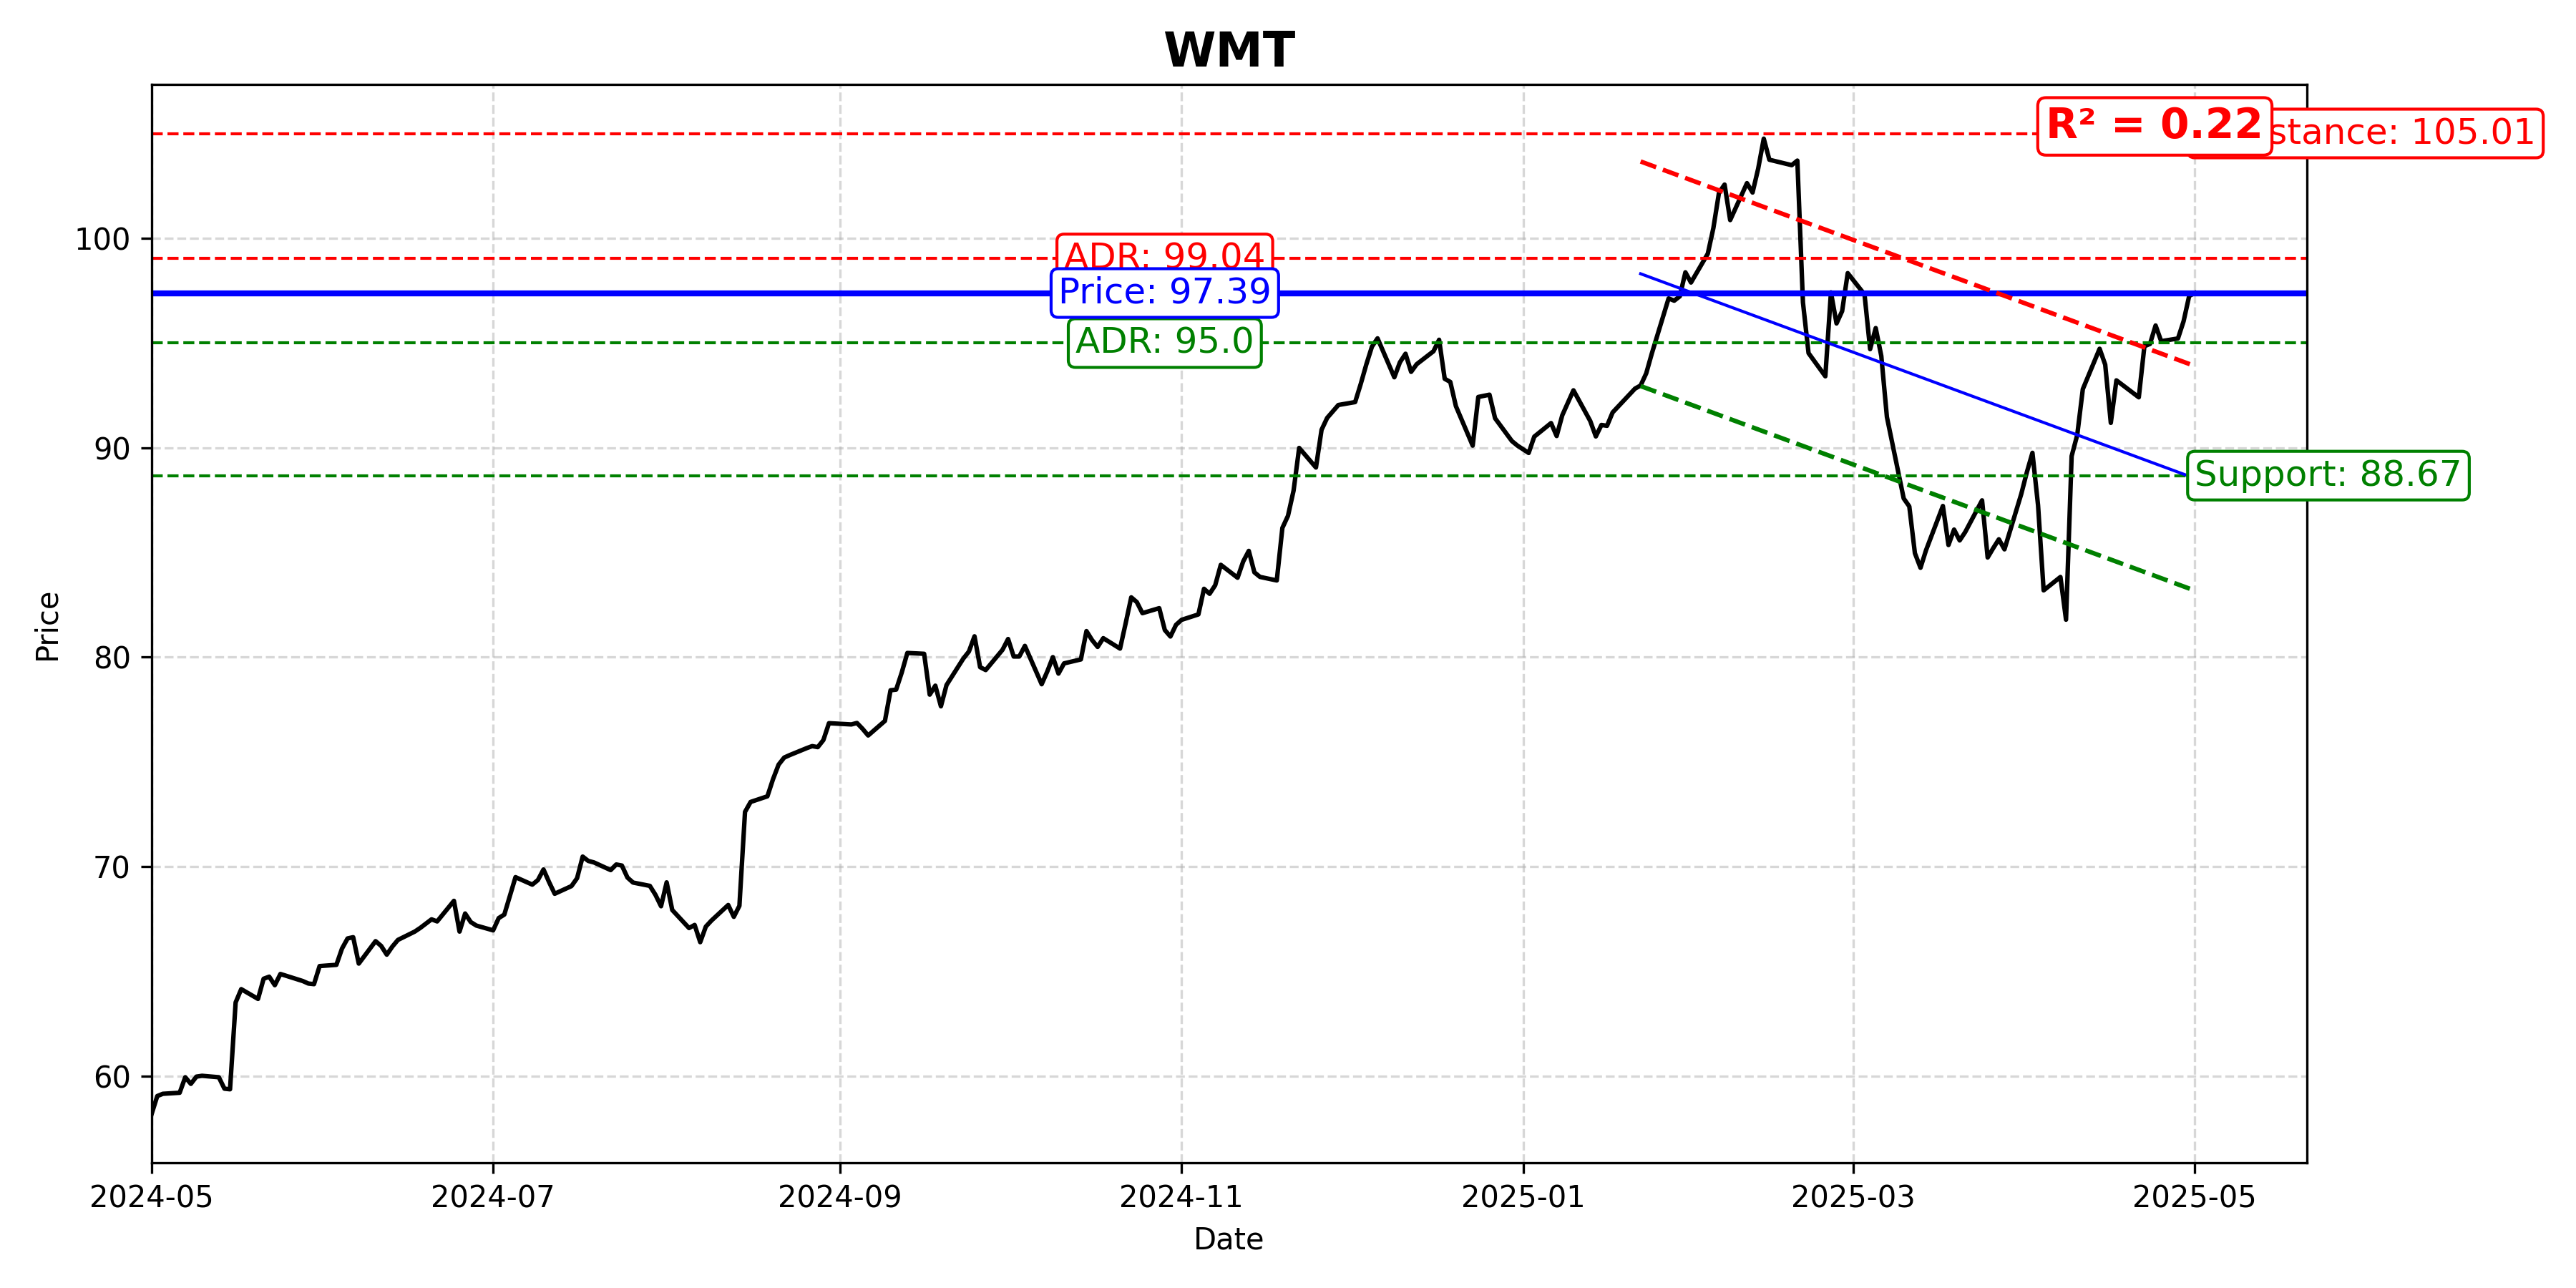 WMT
R² = 0.22
stance: 105.01
100
ADR: 99.04
Price: 97.39
ADR: 95.0
90
Support: 88.67
Price
80
70
60
2024-05
2024-07
2024-09
2024-11
2025-01
2025-03
2025-05
Date